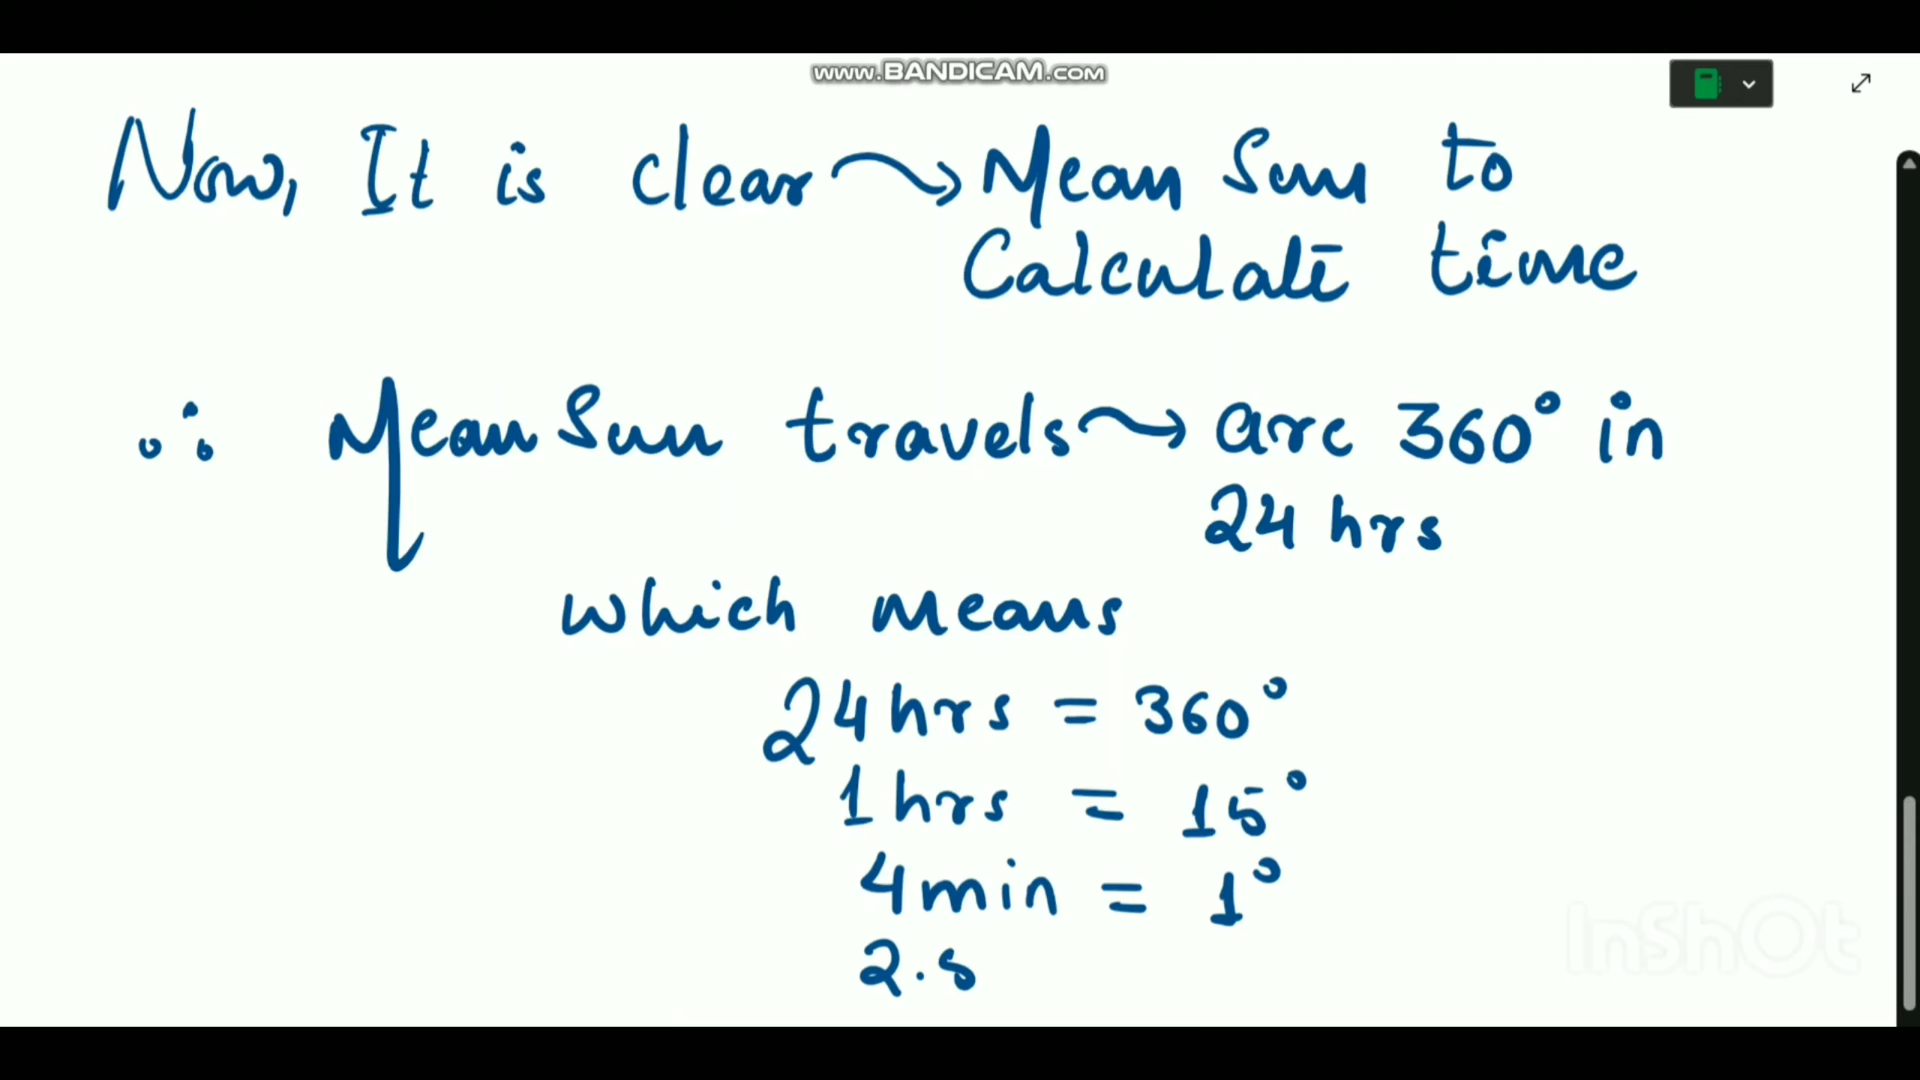 www.BANDICAM.com
Now, It is clear → Mean Sun to
Calculate time
∴ Mean Sun travels → arc 360° in
24 hrs
which means
24 hrs = 360°
1 hrs = 15°
4 min = 1°
2.s
InShOt